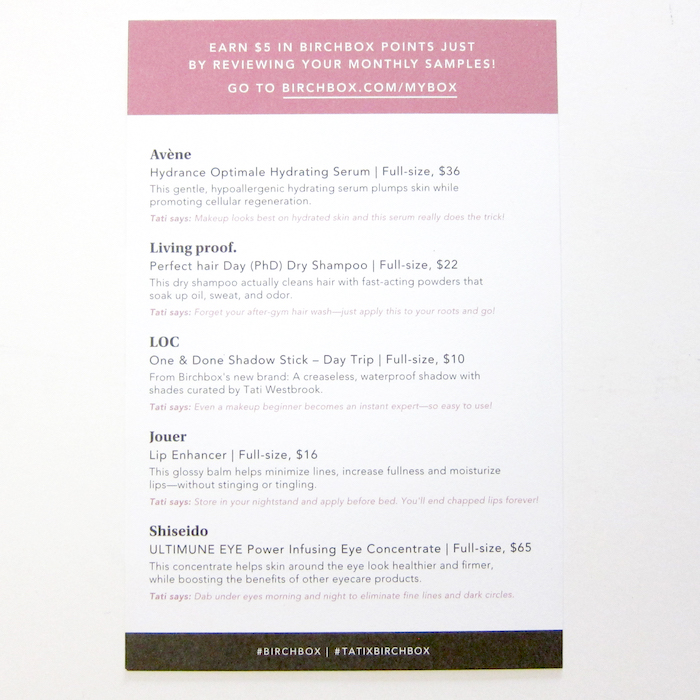 EARN $5 IN BIRCHBOX POINTS JUST
BY REVIEWING YOUR MONTHLY SAMPLES!
GO TO BIRCHBOX.COM/MYBOX
Avène
Hydrance Optimale Hydrating Serum | Full-size, $36
This gentle, hypoallergenic hydrating serum plumps skin while
promoting cellular regeneration.
Tati says: Makeup looks best on hydrated skin and this serum really does the trick!
Living proof.
Perfect hair Day (PhD) Dry Shampoo | Full-size, $22
This dry shampoo actually cleans hair with fast-acting powders that
soak up oil, sweat, and odor.
Tati says: Forget your after-gym hair wash—just apply this to your roots and go!
LOC
One & Done Shadow Stick – Day Trip | Full-size, $10
From Birchbox's new brand: A creaseless, waterproof shadow with
shades curated by Tati Westbrook.
Tati says: Even a makeup beginner becomes an instant expert—so easy to use!
Jouer
Lip Enhancer | Full-size, $16
This glossy balm helps minimize lines, increase fullness and moisturize
lips—without stinging or tingling.
Tati says: Store in your nightstand and apply before bed. You'll end chapped lips forever!
Shiseido
ULTIMUNE EYE Power Infusing Eye Concentrate | Full-size, $65
This concentrate helps skin around the eye look healthier and firmer,
while boosting the benefits of other eyecare products.
Tati says: Dab under eyes morning and night to eliminate fine lines and dark circles.
#BIRCHBOX | #TATIXBIRCHBOX